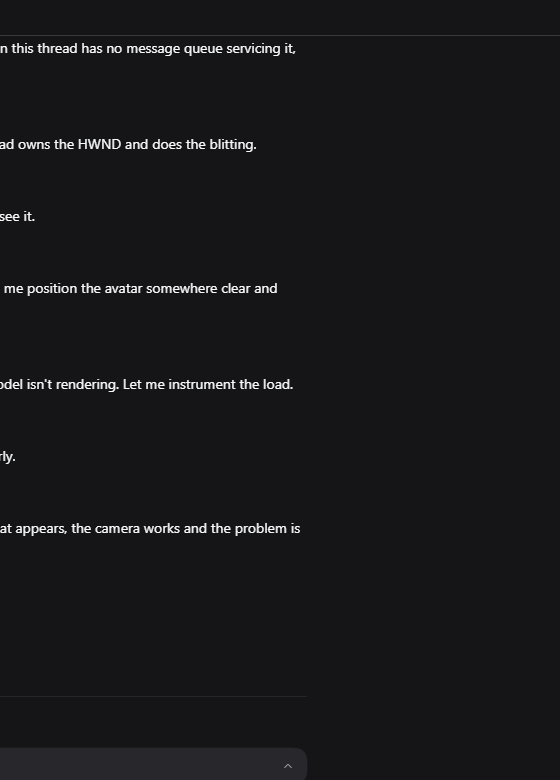 n this thread has no message queue servicing it,
ad owns the HWND and does the blitting.
see it.
me position the avatar somewhere clear and
odel isn't rendering. Let me instrument the load.
rly.
at appears, the camera works and the problem is